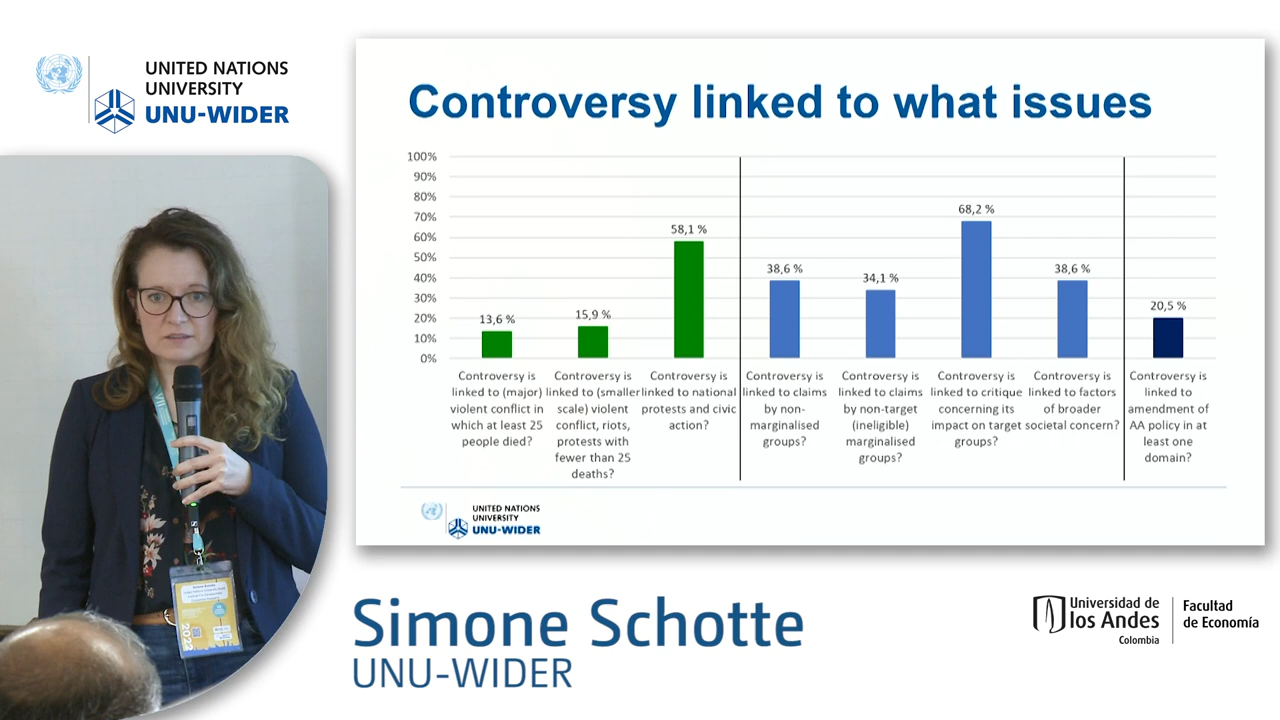 UNITED NATIONS
UNIVERSITY
UNU-WIDER
Controversy linked to what issues
100%
90%
80%
70%
60%
50%
40%
30%
20%
10%
0%
13,6 %
15,9 %
58,1 %
38,6 %
34,1 %
68,2 %
38,6 %
20,5 %
Controversy is
linked to (major)
violent conflict in
which at least 25
people died?
Controversy is
linked to (smaller
scale) violent
conflict, riots,
protests with
fewer than 25
deaths?
Controversy is
linked to national
protests and civic
action?
Controversy is
linked to claims
by non-
marginalised
groups?
Controversy is
linked to claims
by non-target
(ineligible)
marginalised
groups?
Controversy is
linked to critique
concerning its
impact on target
groups?
Controversy is
linked to factors
of broader
societal concern?
Controversy is
linked to
amendment of
AA policy in at
least one
domain?
UNITED NATIONS
UNIVERSITY
UNU-WIDER
2022
Simone Schotte
UNU-WIDER
Universidad de
los Andes
Colombia
Facultad
de Economía